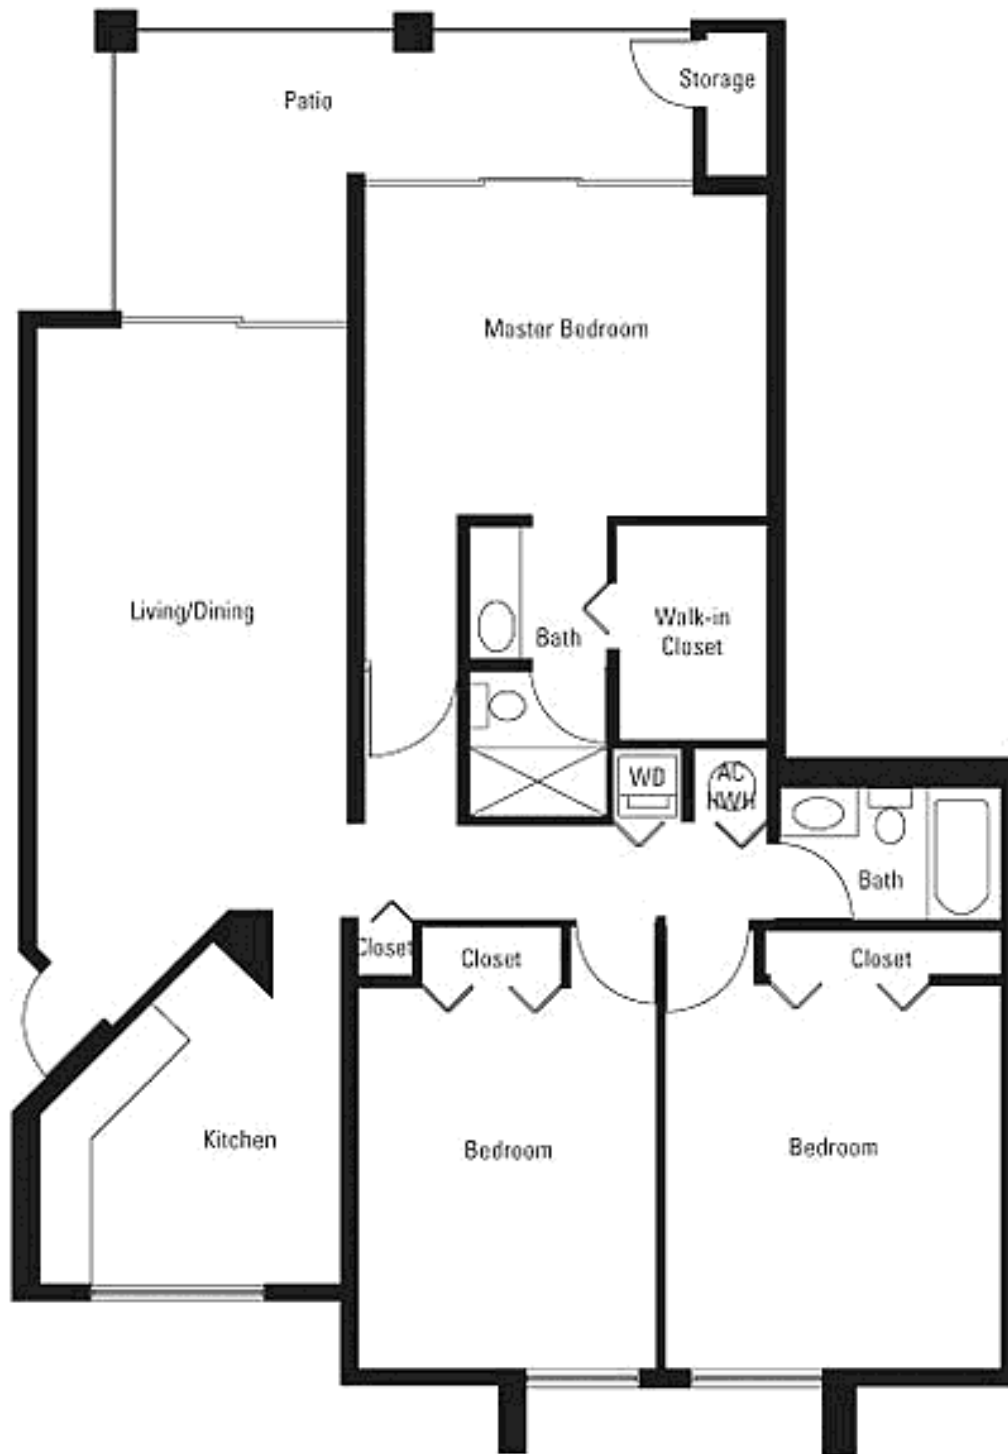 Storage
Patio
Master Bedroom
Living/Dining
Walk-in
Closet
Bath
WD
AC
HWH
Bath
Closet
Closet
Closet
Kitchen
Bedroom
Bedroom